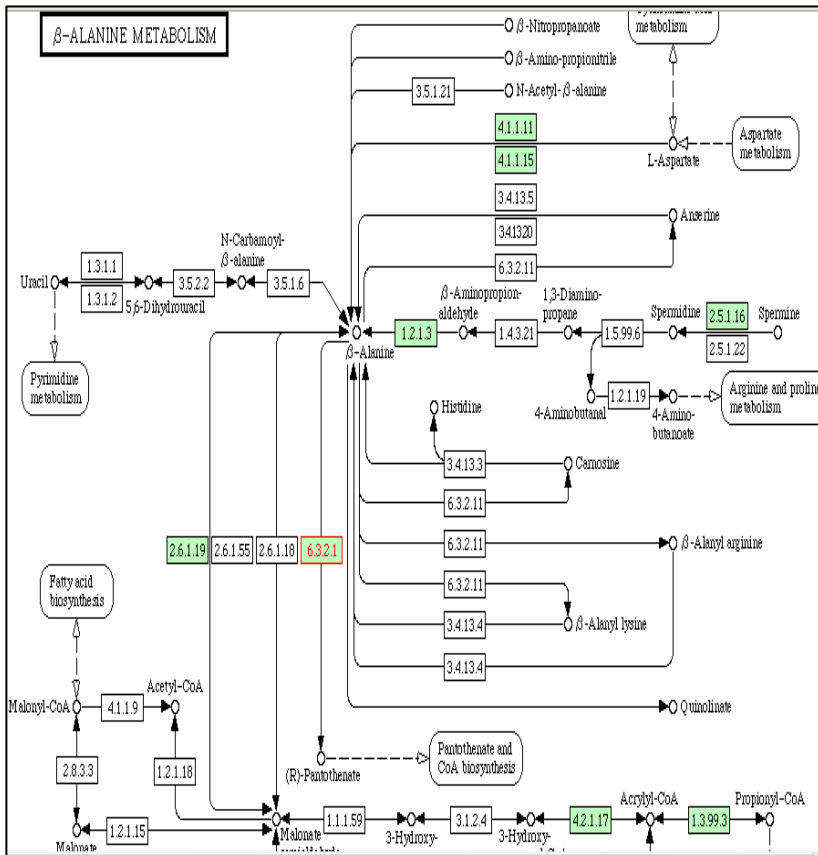 β-ALANINE METABOLISM
β-Nitropropanoate
metabolism
β-Amino-propionitrile
3.5.1.21
N-Acetyl-β-alanine
4.1.1.11
4.1.1.15
L-Aspartate
Aspartate
metabolism
3.4.13.5
3.4.13.20
Anserine
6.3.2.11
N-Carbamoyl-
β-alanine
Uracil
1.3.1.1
1.3.1.2
5,6-Dihydrouracil
3.5.2.2
3.5.1.6
β-Aminopropion-
aldehyde
1,3-Diamino-
propane
Spermidine
2.5.1.16
Spermine
β-Alanine
1.2.1.3
1.4.3.21
1.5.99.6
2.5.1.22
Pyrimidine
metabolism
4-Aminobutanal
1.2.1.19
4-Amino-
butanoate
Arginine and proline
metabolism
Histidine
3.4.13.3
Carnosine
6.3.2.11
2.6.1.19
2.6.1.55
2.6.1.18
6.3.2.1
6.3.2.11
β-Alanyl arginine
6.3.2.11
3.4.13.4
β-Alanyl lysine
3.4.13.4
Fatty acid
biosynthesis
Malonyl-CoA
4.1.1.9
Acetyl-CoA
Quinolinate
2.8.3.3
1.2.1.18
(R)-Pantothenate
Pantothenate and
CoA biosynthesis
Malonate
1.2.1.15
Malonate
1.1.1.59
3-Hydroxy-
3.1.2.4
3-Hydroxy-
4.2.1.17
Acrylyl-CoA
1.3.99.3
Propionyl-CoA